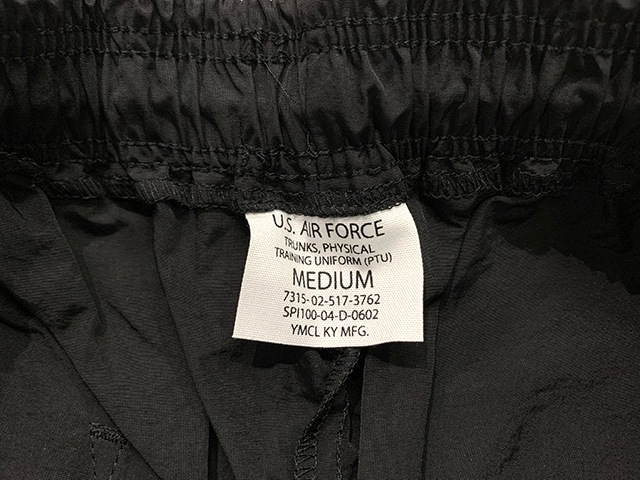 U.S. AIR FORCE
TRUNKS, PHYSICAL
TRAINING UNIFORM (PTU)
MEDIUM
7315-02-517-3762
SPI100-04-D-0602
YMCL KY MFG.